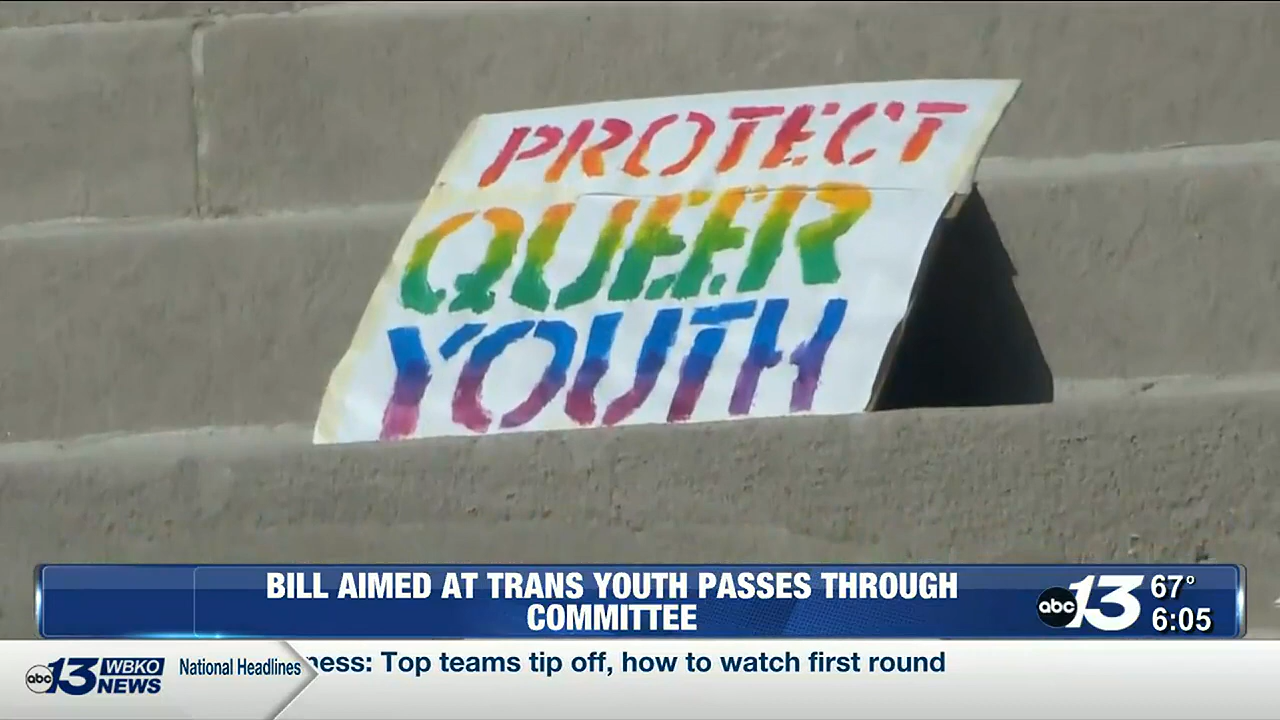 PROTECT
QUEER
YOUTH
BILL AIMED AT TRANS YOUTH PASSES THROUGH
COMMITTEE
abc 13
67°
6:05
abc 13 WBKO NEWS
National Headlines
ness: Top teams tip off, how to watch first round